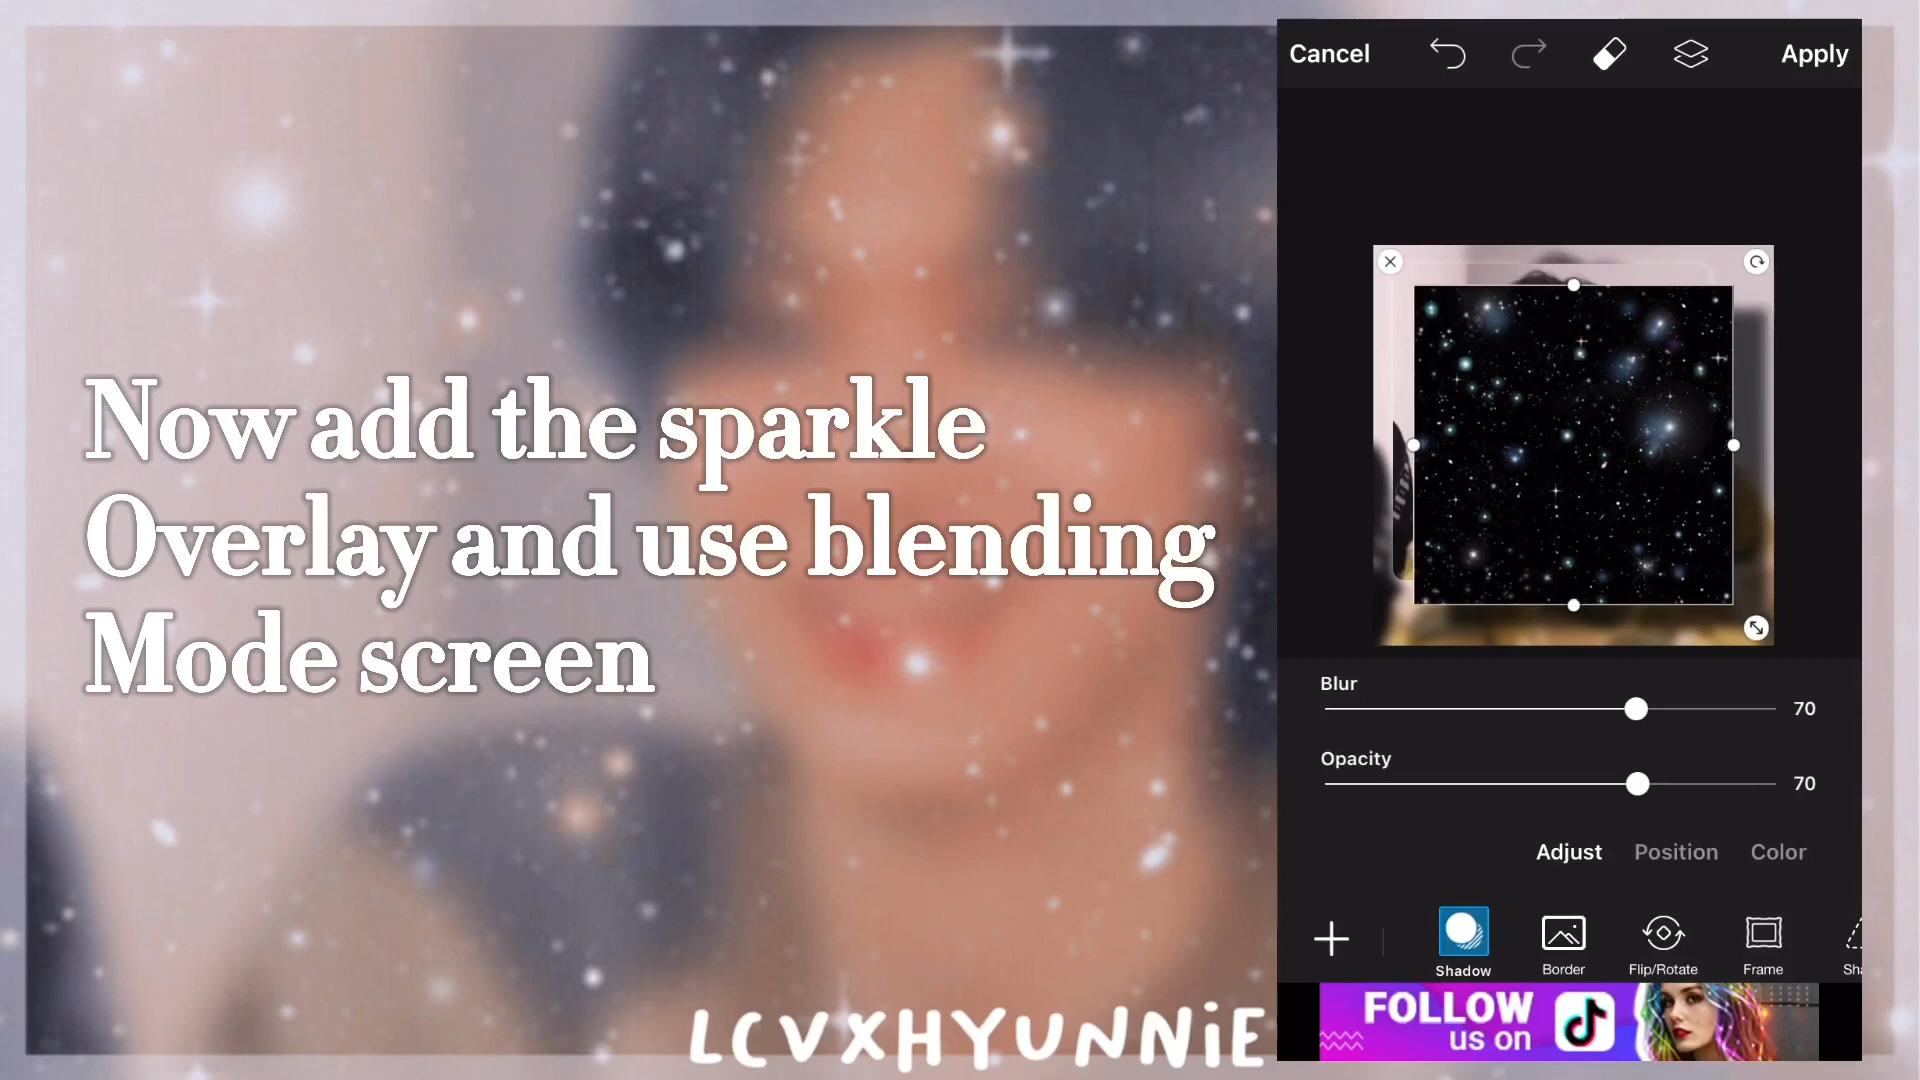 Now add the sparkle
Overlay and use blending
Mode screen
LCVXHYUNNiE
Cancel
Apply
Blur
70
Opacity
70
Adjust Position Color
Shadow Border Flip/Rotate Frame
FOLLOW
us on